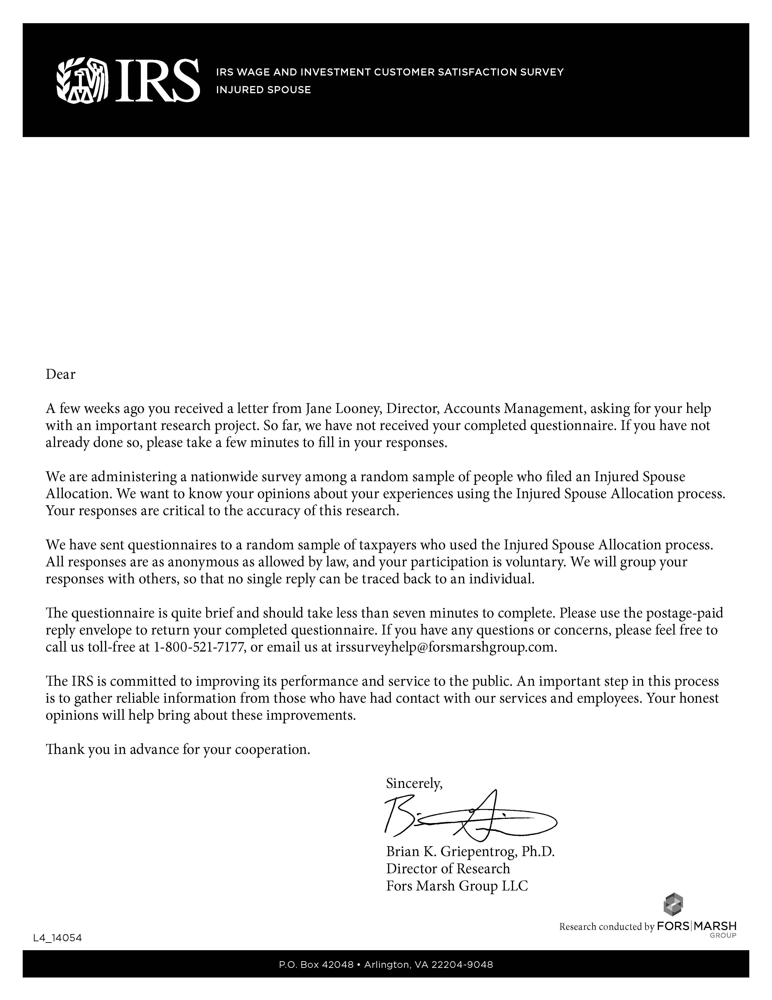 IRS
IRS WAGE AND INVESTMENT CUSTOMER SATISFACTION SURVEY
INJURED SPOUSE
Dear
A few weeks ago you received a letter from Jane Looney, Director, Accounts Management, asking for your help
with an important research project. So far, we have not received your completed questionnaire. If you have not
already done so, please take a few minutes to fill in your responses.
We are administering a nationwide survey among a random sample of people who filed an Injured Spouse
Allocation. We want to know your opinions about your experiences using the Injured Spouse Allocation process.
Your responses are critical to the accuracy of this research.
We have sent questionnaires to a random sample of taxpayers who used the Injured Spouse Allocation process.
All responses are as anonymous as allowed by law, and your participation is voluntary. We will group your
responses with others, so that no single reply can be traced back to an individual.
The questionnaire is quite brief and should take less than seven minutes to complete. Please use the postage-paid
reply envelope to return your completed questionnaire. If you have any questions or concerns, please feel free to
call us toll-free at 1-800-521-7177, or email us at irssurveyhelp@forsmarshgroup.com.
The IRS is committed to improving its performance and service to the public. An important step in this process
is to gather reliable information from those who have had contact with our services and employees. Your honest
opinions will help bring about these improvements.
Thank you in advance for your cooperation.
Sincerely,
Brian K. Griepentrog, Ph.D.
Director of Research
Fors Marsh Group LLC
Research conducted by FORS|MARSH
GROUP
L4_14054
P.O. Box 42048 • Arlington, VA 22204-9048